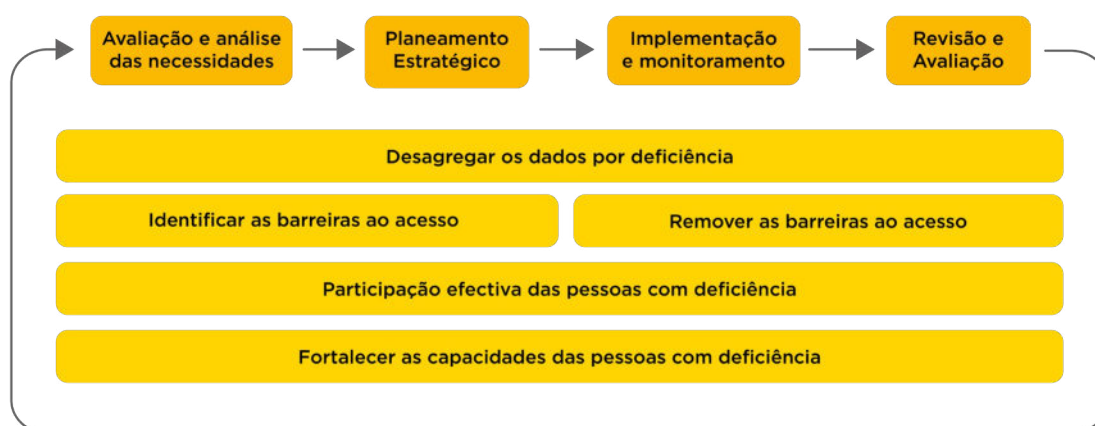 Avaliação e análise
das necessidades
Planeamento
Estratégico
Implementação
e monitoramento
Revisão e
Avaliação
Desagregar os dados por deficiência
Identificar as barreiras ao acesso
Remover as barreiras ao acesso
Participação efectiva das pessoas com deficiência
Fortalecer as capacidades das pessoas com deficiência